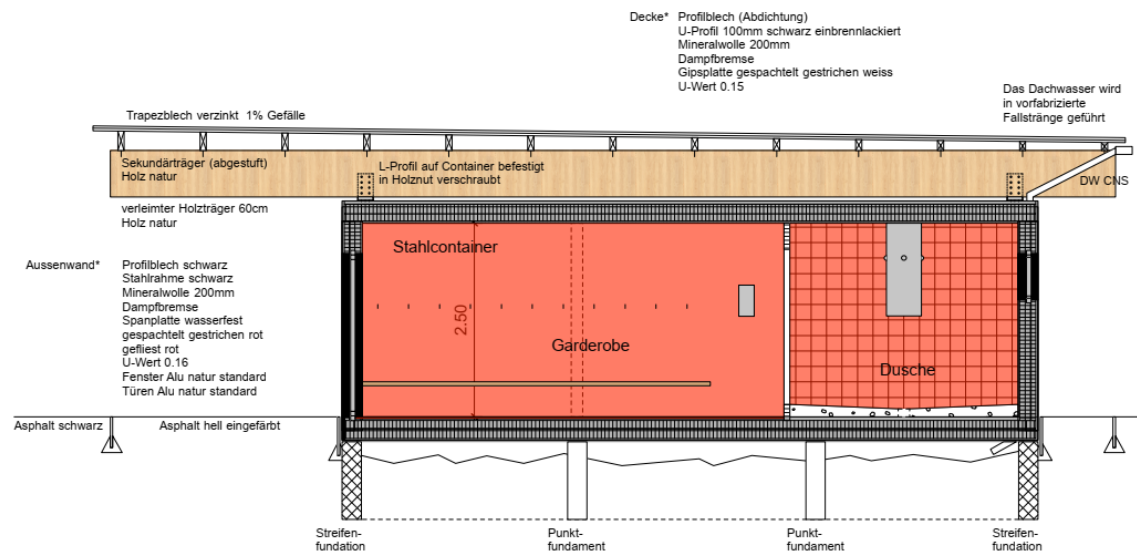 Decke* Profilblech (Abdichtung)
U-Profil 100mm schwarz einbrennlackiert
Mineralwolle 200mm
Dampfbremse
Gipsplatte gespachtelt gestrichen weiss
U-Wert 0.15
Das Dachwasser wird
in vorfabrizierte
Fallstränge geführt
Trapezblech verzinkt 1% Gefälle
Sekundärträger (abgestuft)
Holz natur
L-Profil auf Container befestigt
in Holznut verschraubt
DW CNS
verleimter Holzträger 60cm
Holz natur
Stahlcontainer
Aussenwand* Profilblech schwarz
Stahlrahme schwarz
Mineralwolle 200mm
Dampfbremse
Spanplatte wasserfest
gespachtelt gestrichen rot
gefliest rot
U-Wert 0.16
Fenster Alu natur standard
Türen Alu natur standard
2.50
Garderobe
Dusche
Asphalt schwarz
Asphalt hell eingefärbt
Streifen-
fundation
Punkt-
fundament
Punkt-
fundament
Streifen-
fundation